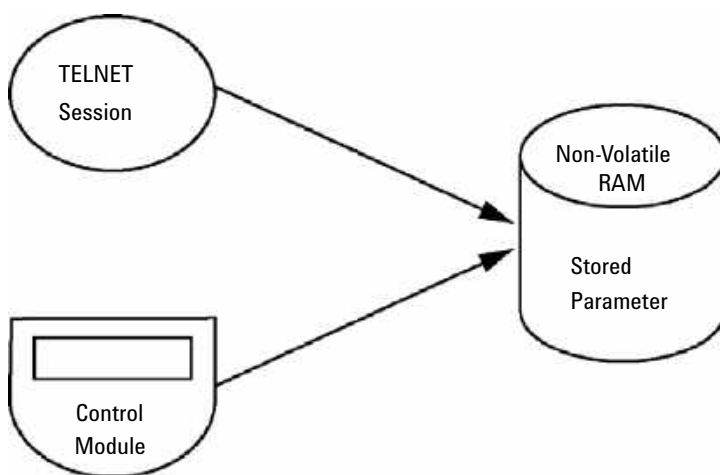 TELNET
Session
Non-Volatile
RAM
Stored
Parameter
Control
Module